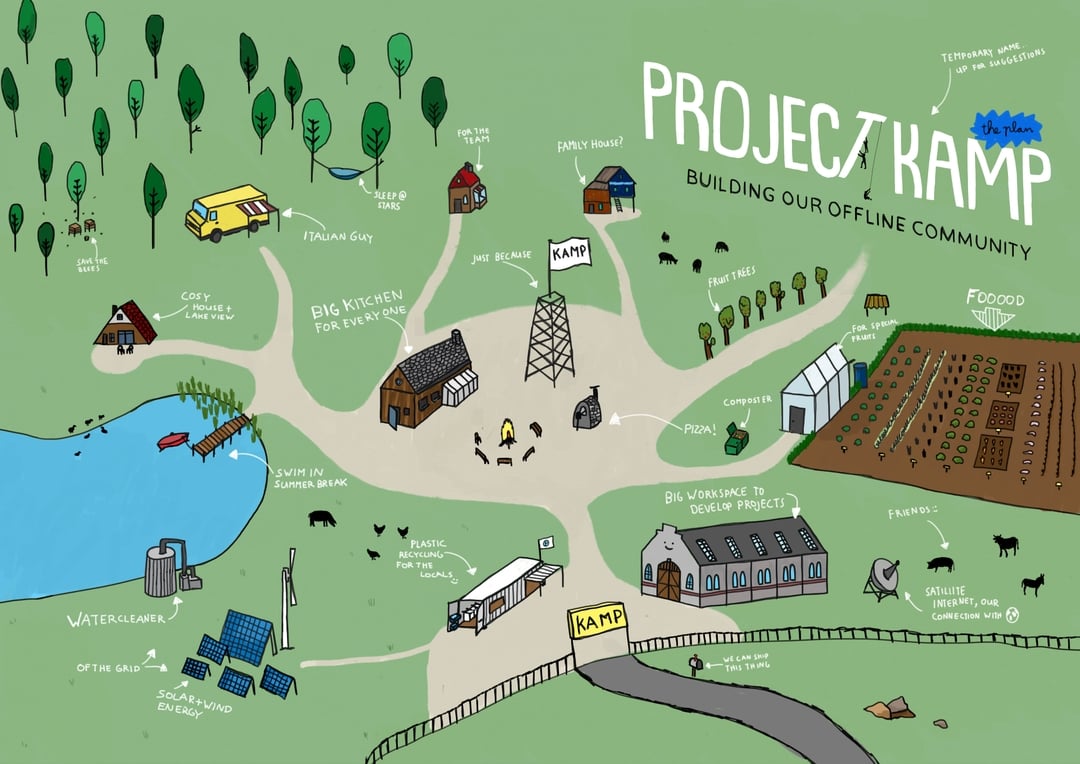 TEMPORARY NAME..
UP FOR SUGGESTIONS
PROJECT KAMP
the plan
BUILDING OUR OFFLINE COMMUNITY
FOR THE
TEAM
FAMILY HOUSE?
SLEEP @
STARS
ITALIAN GUY
SAVE THE
BEEES
JUST BECAUSE
KAMP
FRUIT TREES
COSY
HOUSE +
LAKE VIEW
BIG KITCHEN
FOR EVERYONE
FOOOOD
FOR SPECIAL
FRUITS
COMPOSTER
PIZZA!
SWIM IN
SUMMER BREAK
BIG WORKSPACE TO
DEVELOP PROJECTS
FRIENDS :)
PLASTIC
RECYCLING
FOR THE
LOCALS :)
WATERCLEANER
SATILLITE
INTERNET, OUR
CONNECTION WITH
KAMP
OF THE GRID
WE CAN SHIP
THIS THING
SOLAR + WIND
ENERGY